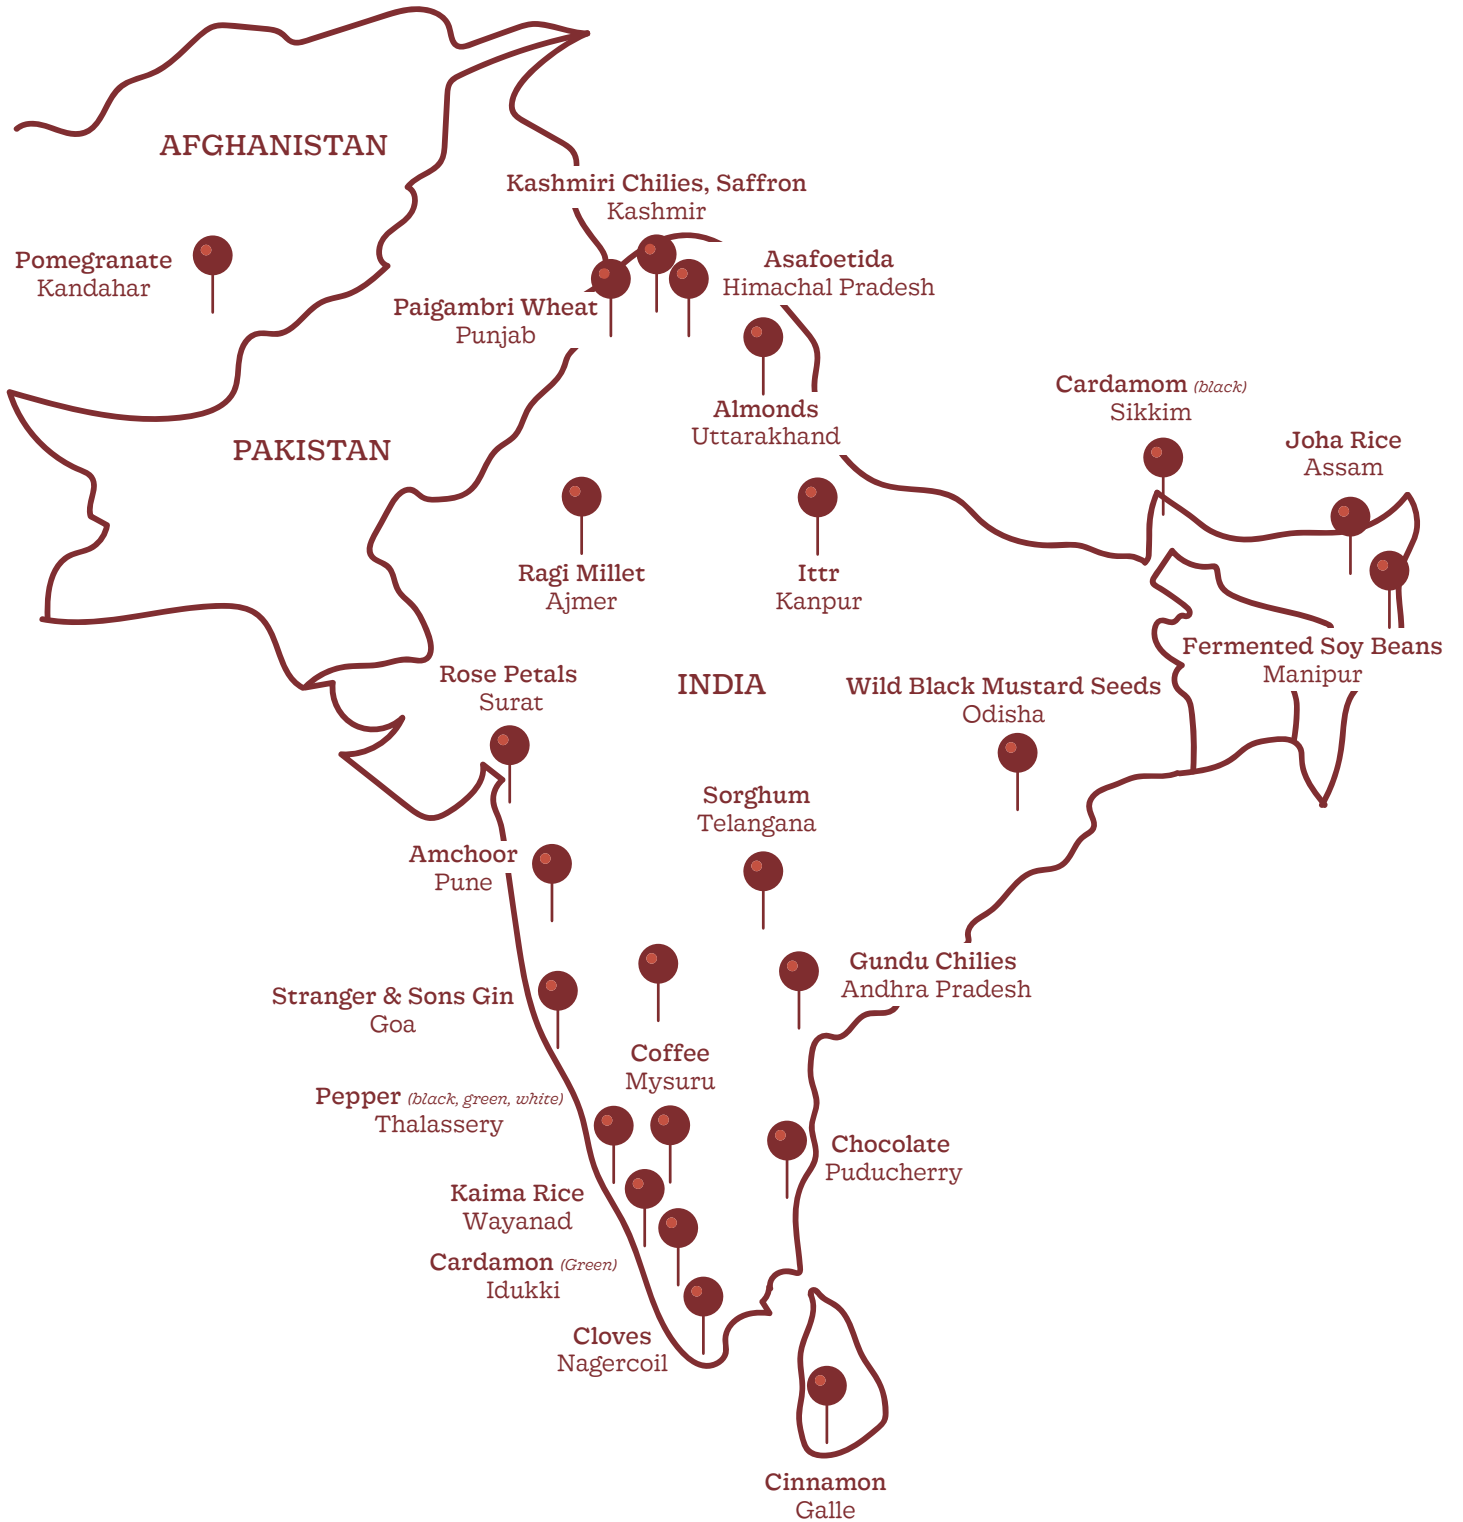 AFGHANISTAN
Kashmiri Chilies, Saffron
Kashmir
Pomegranate
Kandahar
Asafoetida
Himachal Pradesh
Paigambri Wheat
Punjab
Almonds
Uttarakhand
Cardamom (black)
Sikkim
Joha Rice
Assam
PAKISTAN
Ragi Millet
Ajmer
Ittr
Kanpur
Fermented Soy Beans
Manipur
Rose Petals
Surat
INDIA
Wild Black Mustard Seeds
Odisha
Sorghum
Telangana
Amchoor
Pune
Gundu Chilies
Andhra Pradesh
Stranger & Sons Gin
Goa
Coffee
Mysuru
Pepper (black, green, white)
Thalassery
Chocolate
Puducherry
Kaima Rice
Wayanad
Cardamon (Green)
Idukki
Cloves
Nagercoil
Cinnamon
Galle